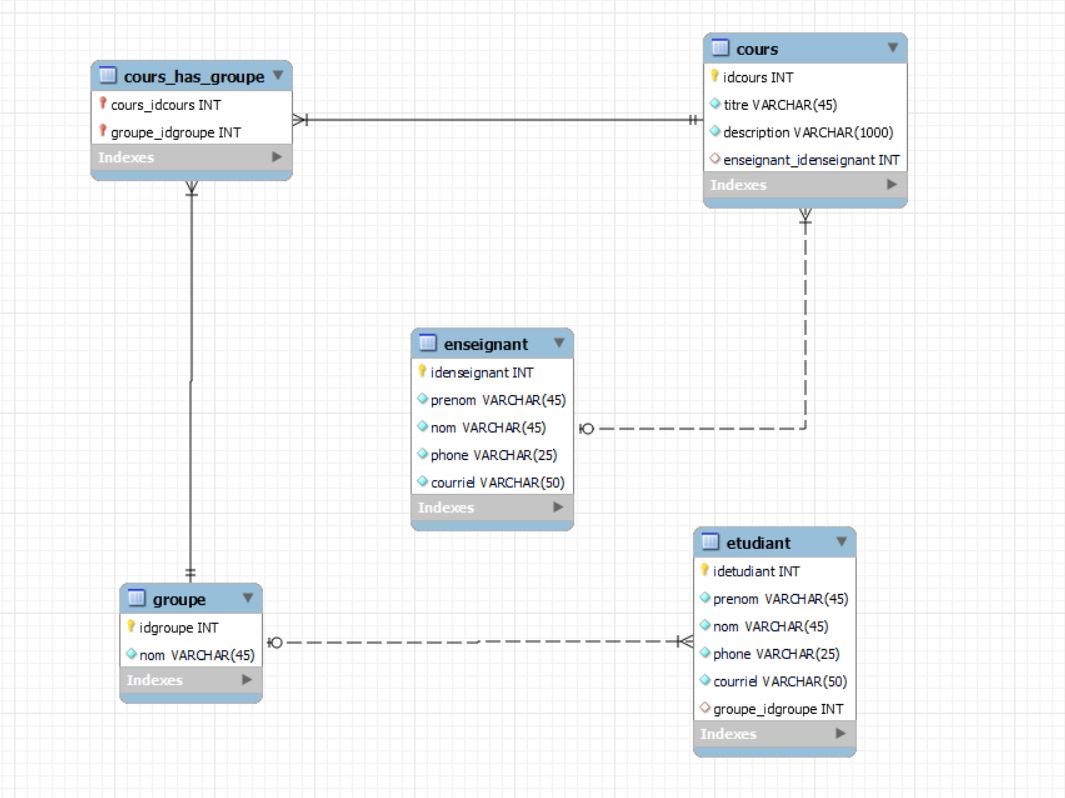 cours_has_groupe
cours_idcours INT
groupe_idgroupe INT
Indexes
cours
idcours INT
titre VARCHAR(45)
description VARCHAR(1000)
enseignant_idenseignant INT
Indexes
enseignant
idenseignant INT
prenom VARCHAR(45)
nom VARCHAR(45)
phone VARCHAR(25)
courriel VARCHAR(50)
Indexes
groupe
idgroupe INT
nom VARCHAR(45)
Indexes
etudiant
idetudiant INT
prenom VARCHAR(45)
nom VARCHAR(45)
phone VARCHAR(25)
courriel VARCHAR(50)
groupe_idgroupe INT
Indexes